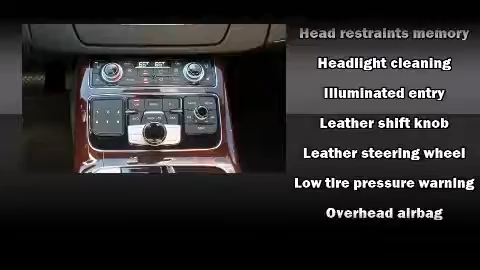 Head restraints memory
Headlight cleaning
Illuminated entry
Leather shift knob
Leather steering wheel
Low tire pressure warning
Overhead airbag